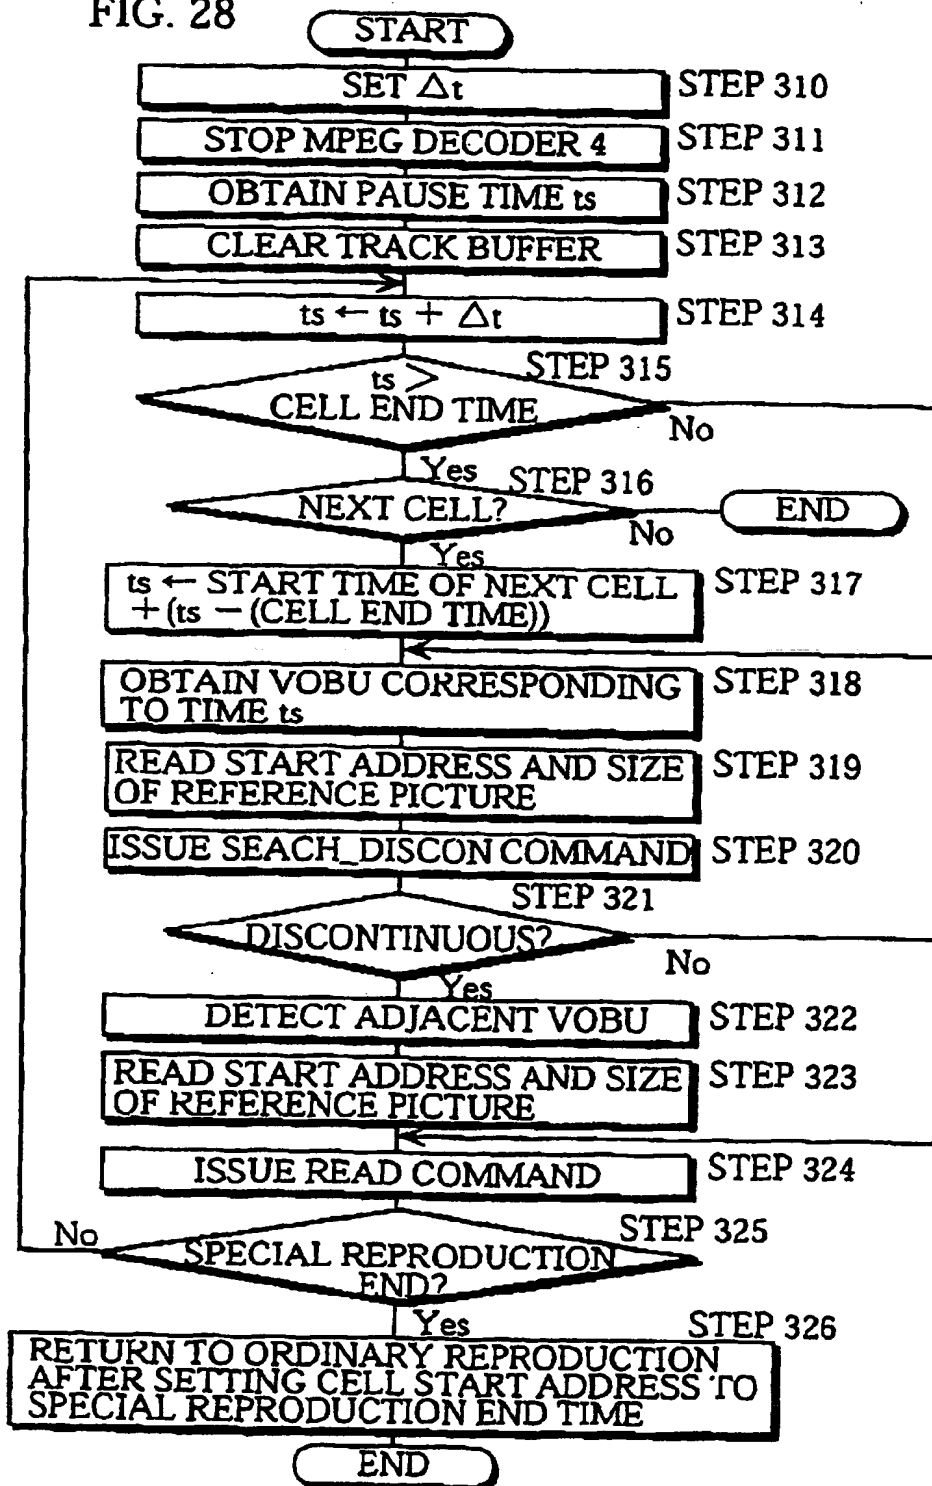 FIG. 28
START
SET △t
STEP 310
STOP MPEG DECODER 4
STEP 311
OBTAIN PAUSE TIME ts
STEP 312
CLEAR TRACK BUFFER
STEP 313
ts ← ts + △t
STEP 314
STEP 315
ts >
CELL END TIME
No
Yes
STEP 316
NEXT CELL?
No
END
Yes
ts ← START TIME OF NEXT CELL
+ (ts − (CELL END TIME))
STEP 317
OBTAIN VOBU CORRESPONDING
TO TIME ts
STEP 318
READ START ADDRESS AND SIZE
OF REFERENCE PICTURE
STEP 319
ISSUE SEACH_DISCON COMMAND
STEP 320
STEP 321
DISCONTINUOUS?
No
Yes
DETECT ADJACENT VOBU
STEP 322
READ START ADDRESS AND SIZE
OF REFERENCE PICTURE
STEP 323
ISSUE READ COMMAND
STEP 324
STEP 325
No
SPECIAL REPRODUCTION
END?
Yes
STEP 326
RETURN TO ORDINARY REPRODUCTION
AFTER SETTING CELL START ADDRESS TO
SPECIAL REPRODUCTION END TIME
END